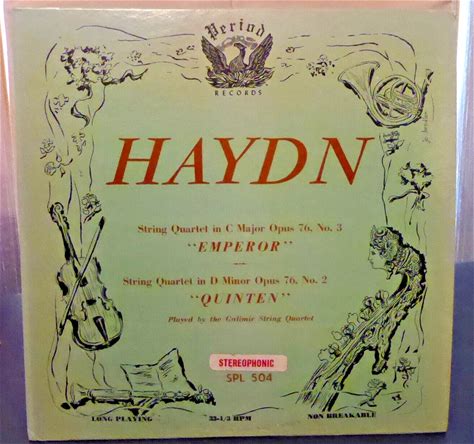 Period
RECORDS
HAYDN
String Quartet in C Major Opus 76, No. 3
"EMPEROR"
String Quartet in D Minor Opus 76, No. 2
"QUINTEN"
Played by the Galimir String Quartet
STEREOPHONIC
SPL 504
LONG PLAYING 33-1/3 RPM NON BREAKABLE